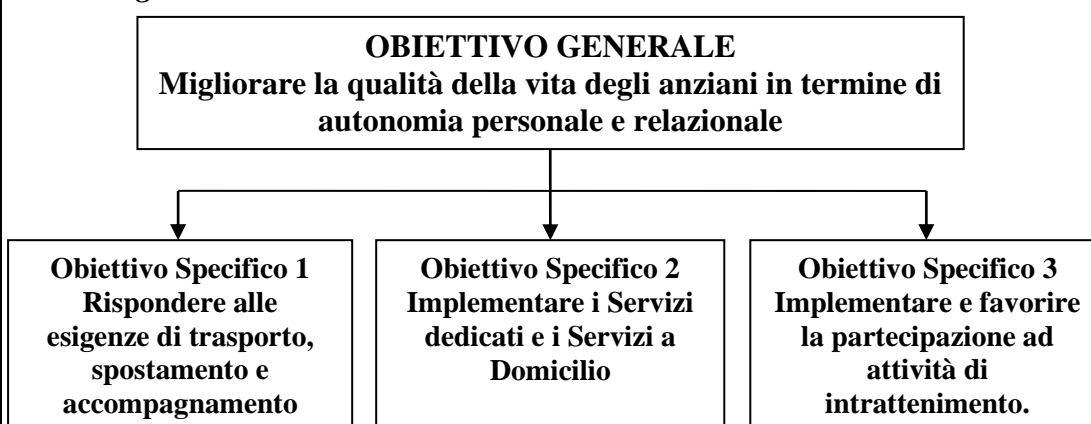 OBIETTIVO GENERALE
Migliorare la qualità della vita degli anziani in termine di
autonomia personale e relazionale
Obiettivo Specifico 1
Rispondere alle
esigenze di trasporto,
spostamento e
accompagnamento
Obiettivo Specifico 2
Implementare i Servizi
dedicati e i Servizi a
Domicilio
Obiettivo Specifico 3
Implementare e favorire
la partecipazione ad
attività di
intrattenimento.